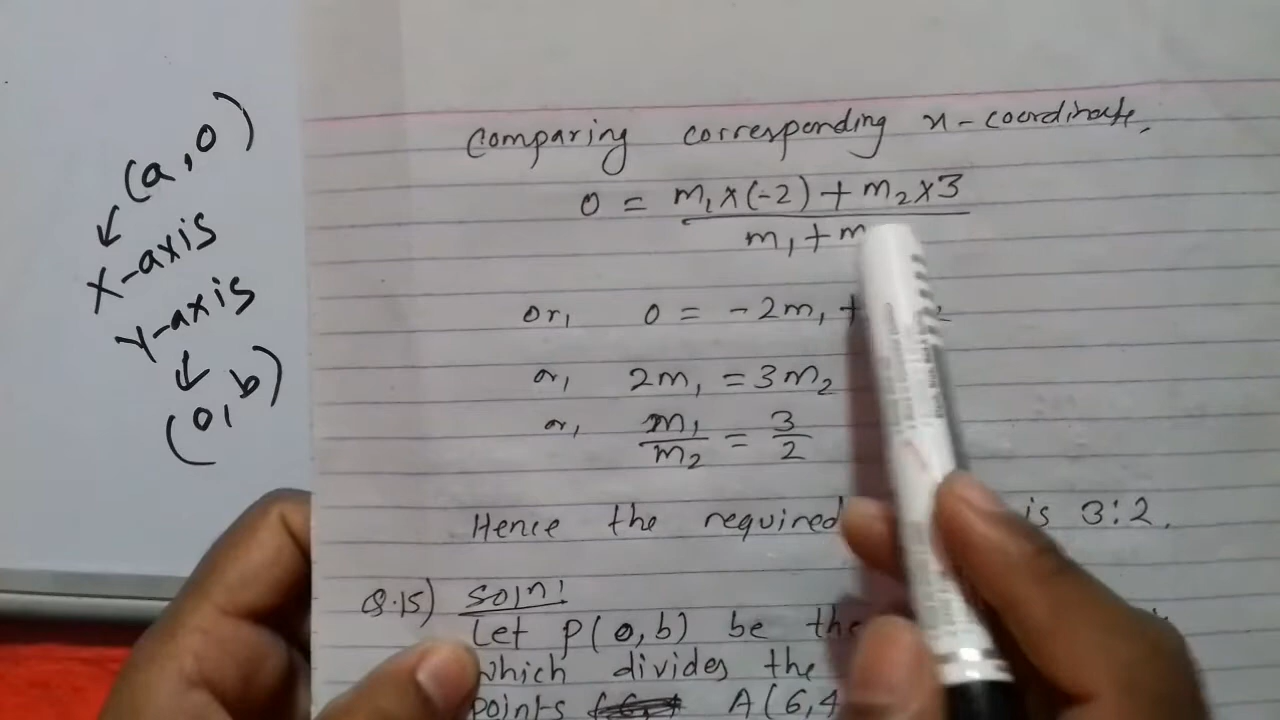 (a, 0)
↓
X-axis
Y-axis
↓
(0, b)
Comparing corresponding x-coordinate,
0 = m₁×(-2) + m₂×3
m₁ + m
or, 0 = -2m₁ +
or, 2m₁ = 3m₂
or, m₁/m₂ = 3/2
Hence the required is 3:2.
Q.15) Soln:
Let P(0, b) be the
which divides the
points A(6, 4